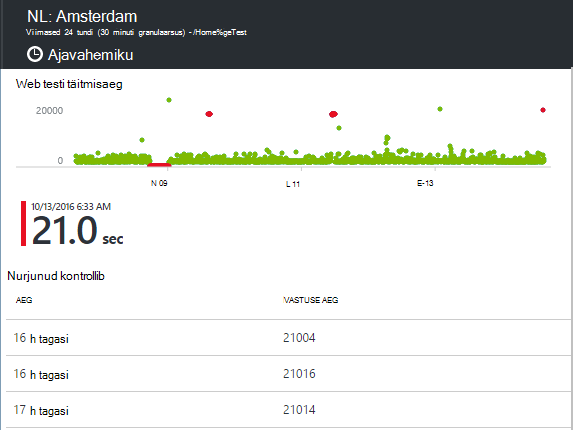 NL: Amsterdam
Viimased 24 tundi (30 minuti granulaarsus) - /Home%geTest
Ajavahemiku
Web testi täitmisaeg
20000
0
N 09 L 11 E-13
10/13/2016 6:33 AM
21.0 sec
Nurjunud kontrollib
AEG VASTUSE AEG
16 h tagasi 21004
16 h tagasi 21016
17 h tagasi 21014